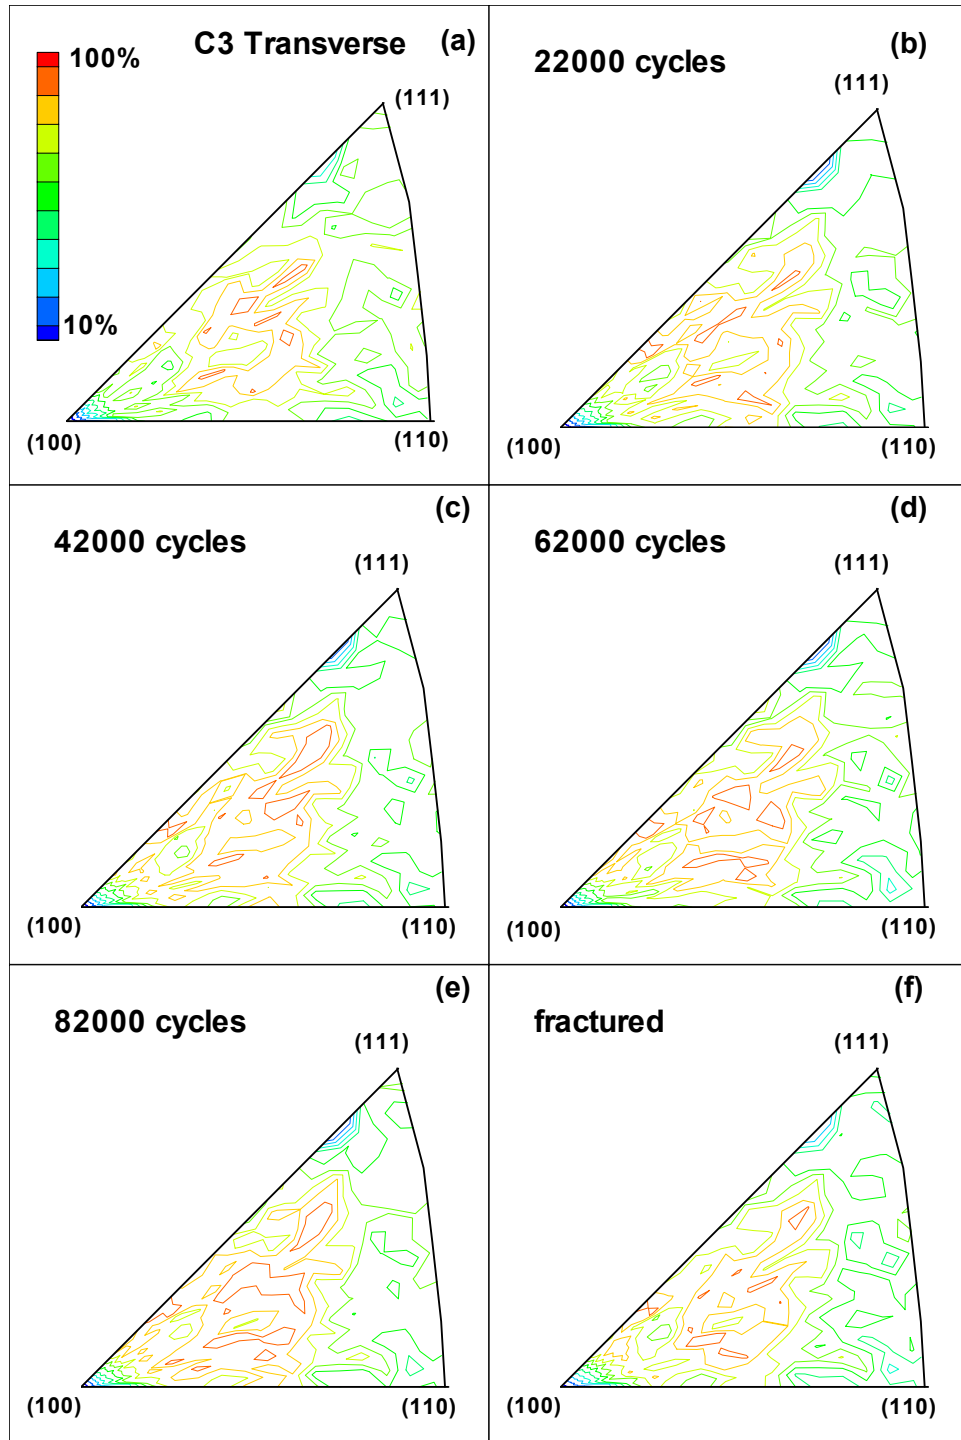 C3 Transverse
(a)
100%
10%
(111)
(100)
(110)
(b)
22000 cycles
(111)
(100)
(110)
(c)
42000 cycles
(111)
(100)
(110)
(d)
62000 cycles
(111)
(100)
(110)
(e)
82000 cycles
(111)
(100)
(110)
(f)
fractured
(111)
(100)
(110)